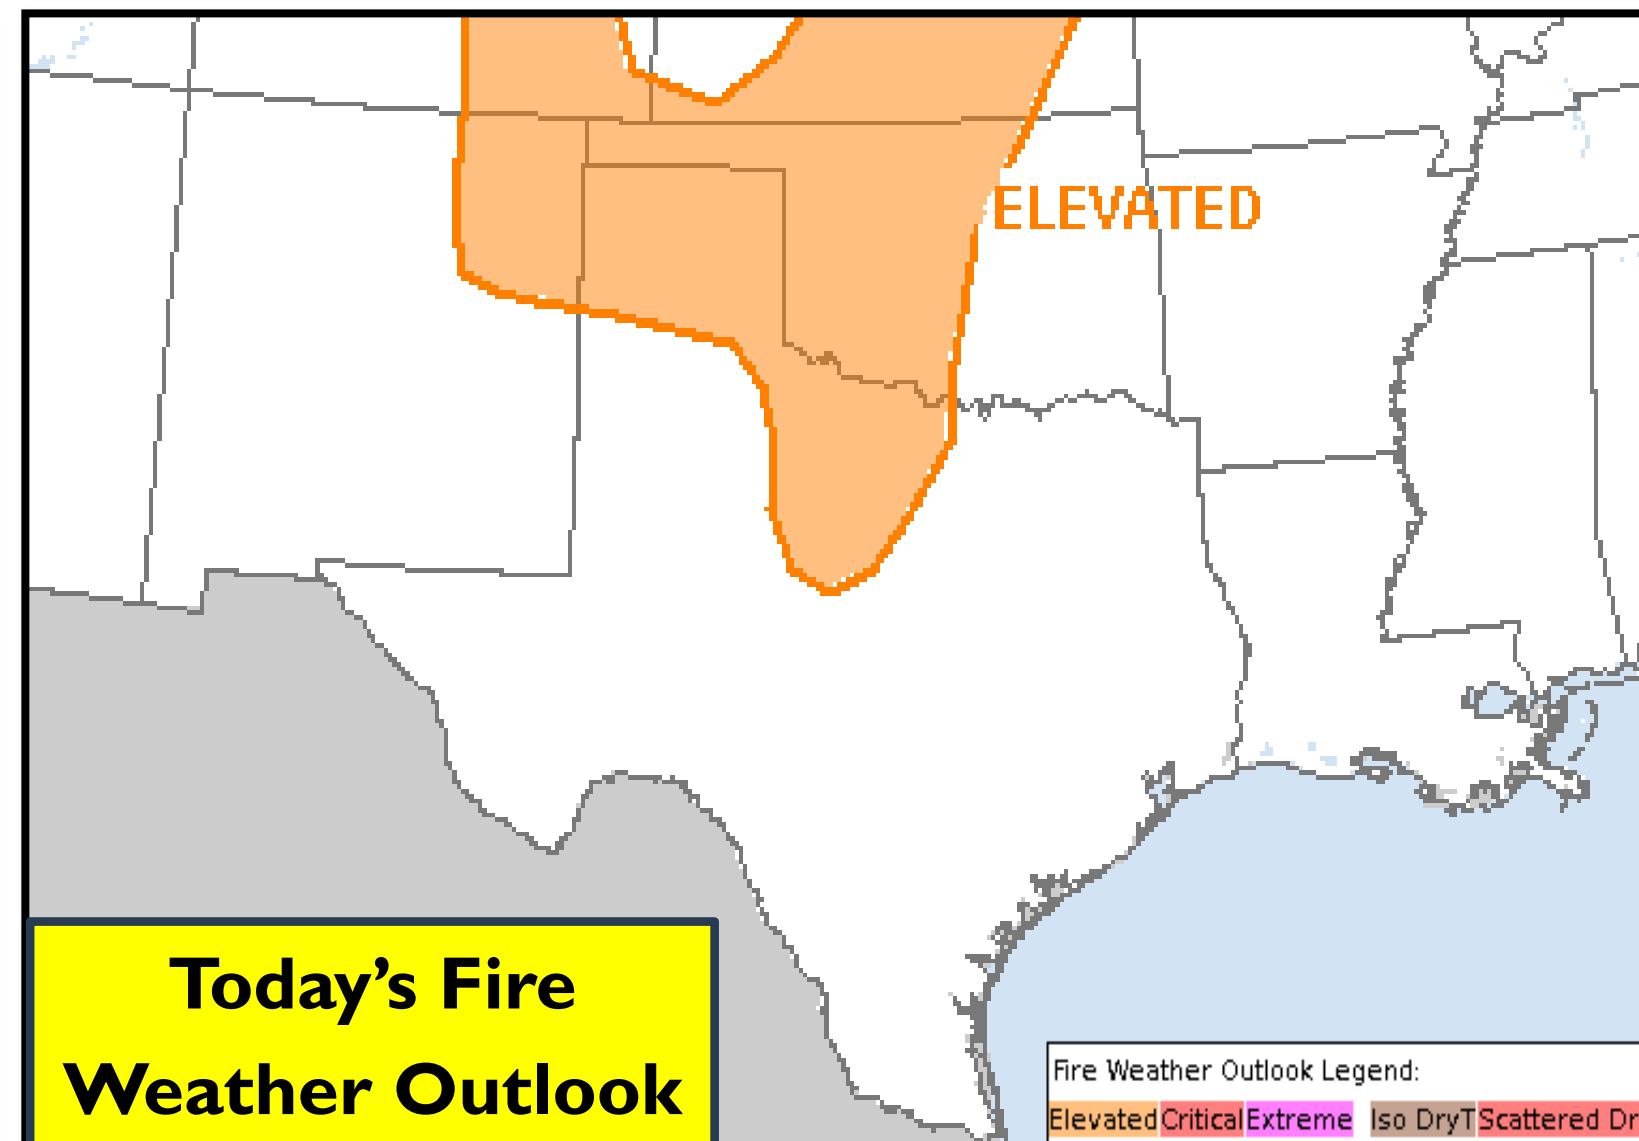 ELEVATED
Today’s Fire
Weather Outlook
Fire Weather Outlook Legend:
Elevated Critical Extreme Iso DryT Scattered Dr